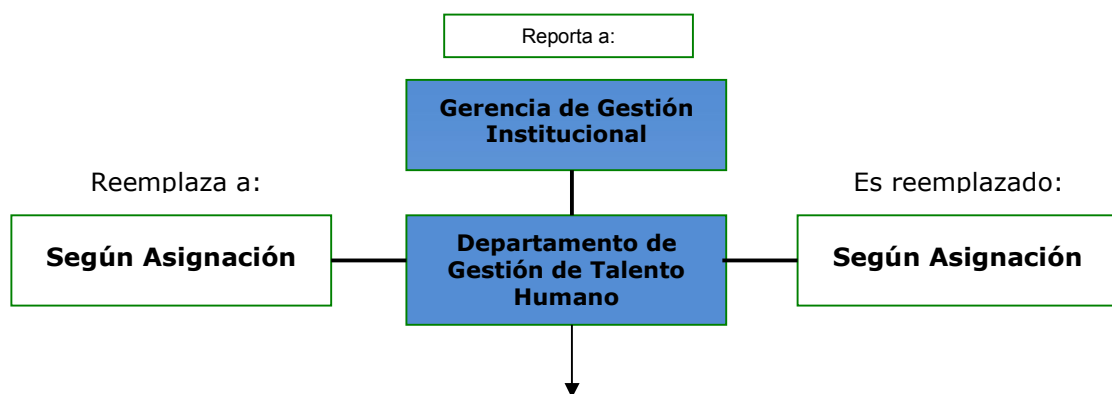 Reporta a:
Gerencia de Gestión
Institucional
Reemplaza a:
Es reemplazado:
Según Asignación
Departamento de
Gestión de Talento
Humano
Según Asignación